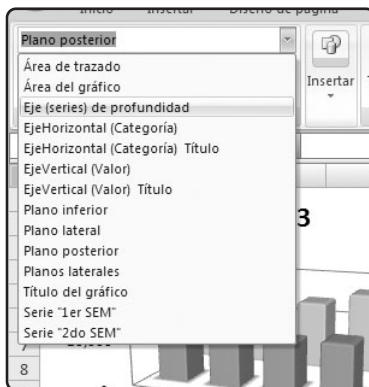 Inicio Insertar Diseño de página
Plano posterior
Insertar
Área de trazado
Área del gráfico
Eje (series) de profundidad
EjeHorizontal (Categoría)
EjeHorizontal (Categoría) Título
EjeVertical (Valor)
EjeVertical (Valor) Título
Plano inferior
Plano lateral
Plano posterior
Planos laterales
Título del gráfico
Serie "1er SEM"
Serie "2do SEM"
3
7
8